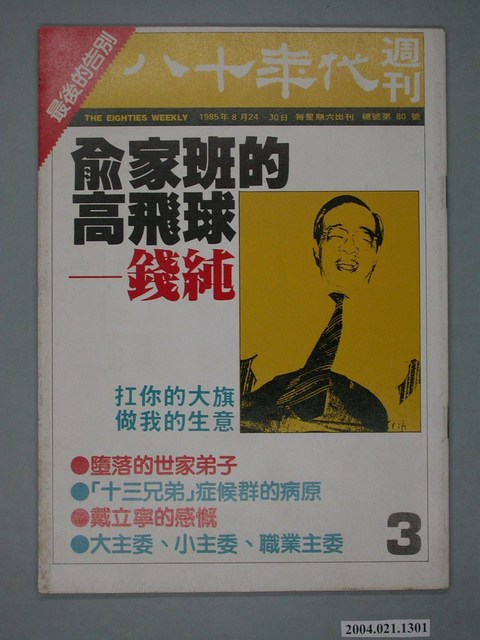 最後的告別
八十年代
週刊
THE EIGHTIES WEEKLY 1985年8月24-30日 每星期六出刊 總號第80號
俞家班的
高飛球
—錢純
扛你的大旗
做我的生意
●墮落的世家弟子
●「十三兄弟」症候群的病原
●戴立寧的感慨
●大主委、小主委、職業主委
3
2004.021.1301